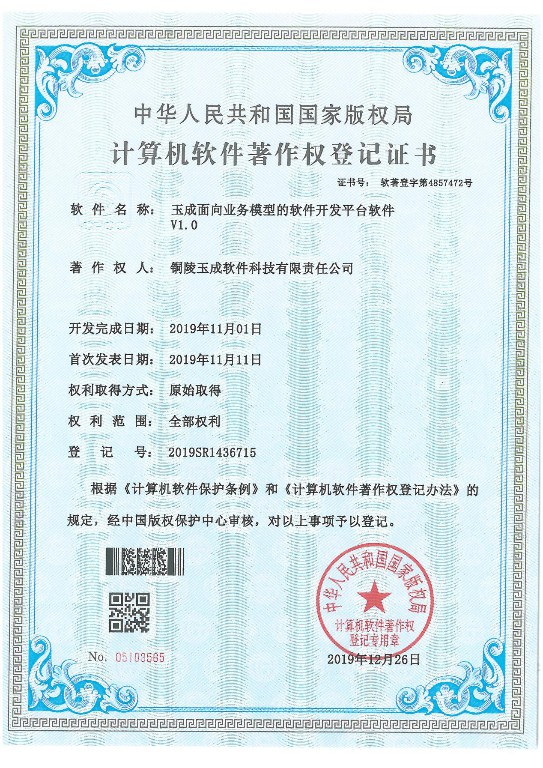 中华人民共和国国家版权局
计算机软件著作权登记证书
证书号： 软著登字第4857472号
软件名称： 玉成面向业务模型的软件开发平台软件
V1.0
著作权人： 铜陵玉成软件科技有限责任公司
开发完成日期： 2019年11月01日
首次发表日期： 2019年11月11日
权利取得方式： 原始取得
权利范围： 全部权利
登记号： 2019SR1436715
根据《计算机软件保护条例》和《计算机软件著作权登记办法》的
规定，经中国版权保护中心审核，对以上事项予以登记。
中华人民共和国国家版权局
计算机软件著作权
登记专用章
No. 05103565
2019年12月26日